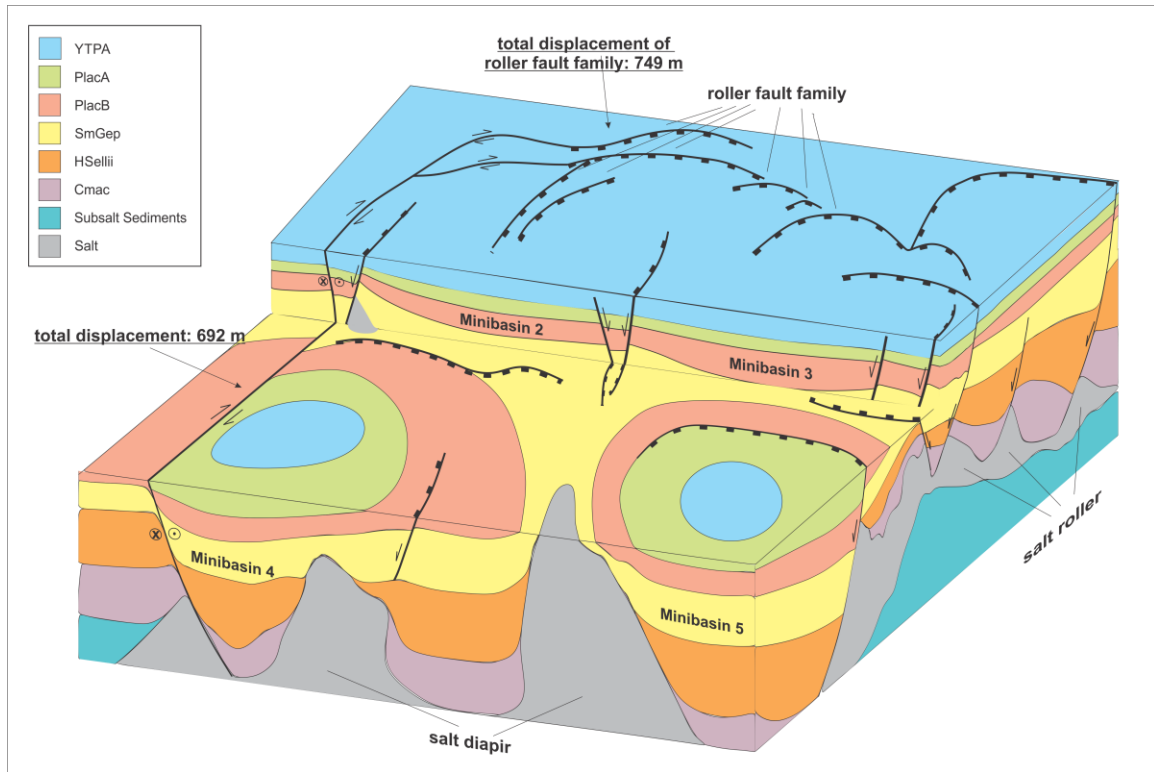 YTPA
PlacA
PlacB
SmGep
HSellii
Cmac
Subsalt Sediments
Salt
total displacement of
roller fault family: 749 m
roller fault family
Minibasin 2
Minibasin 3
total displacement: 692 m
Minibasin 4
Minibasin 5
salt roller
salt diapir